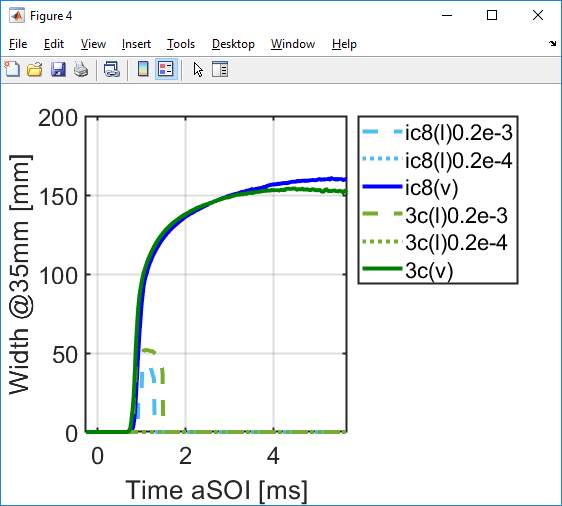 Figure 4
File Edit View Insert Tools Desktop Window Help
200
150
100
50
0
0 2 4
Width @35mm [mm]
Time aSOI [ms]
ic8(l)0.2e-3
ic8(l)0.2e-4
ic8(v)
3c(l)0.2e-3
3c(l)0.2e-4
3c(v)